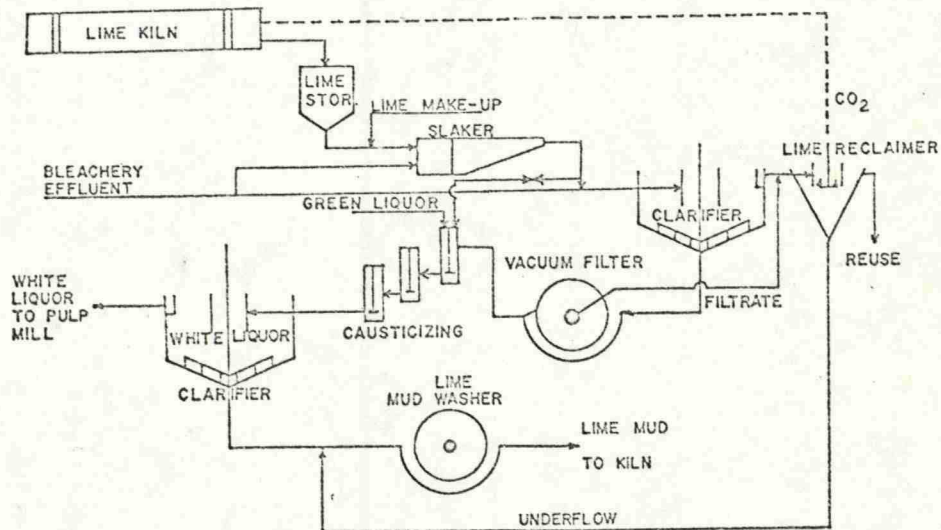 LIME KILN
LIME
STOR
LIME MAKE-UP
SLAKER
CO2
LIME RECLAIMER
BLEACHERY
EFFLUENT
GREEN LIQUOR
CLARIFIER
REUSE
VACUUM FILTER
FILTRATE
WHITE
LIQUOR
TO PULP
MILL
WHITE LIQUOR
CAUSTICIZING
CLARIFIER
LIME
MUD WASHER
LIME MUD
TO KILN
UNDERFLOW